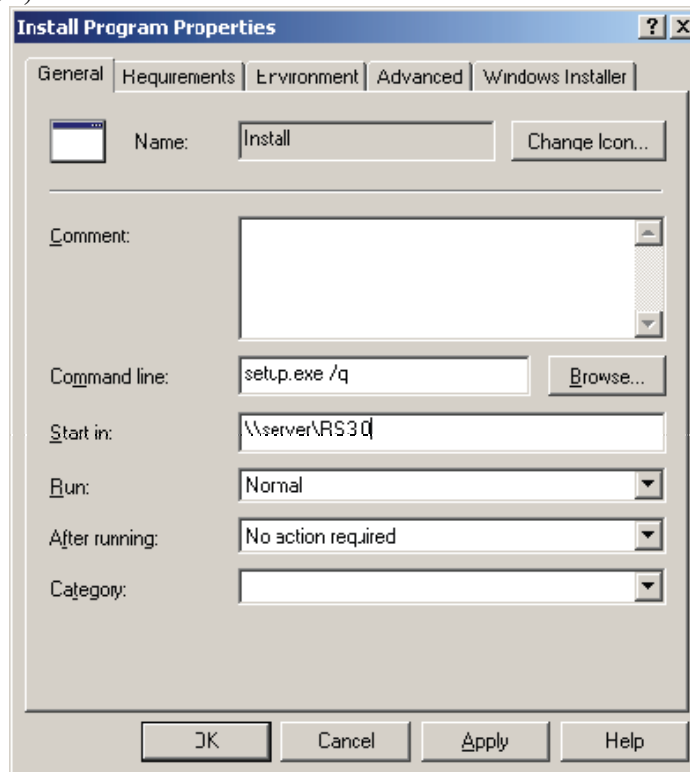 Install Program Properties
General Requirements Environment Advanced Windows Installer
Name: Install Change Icon...
Comment:
Command line: setup.exe /q Browse...
Start in: \\server\RS30
Run: Normal
After running: No action required
Category:
OK Cancel Apply Help